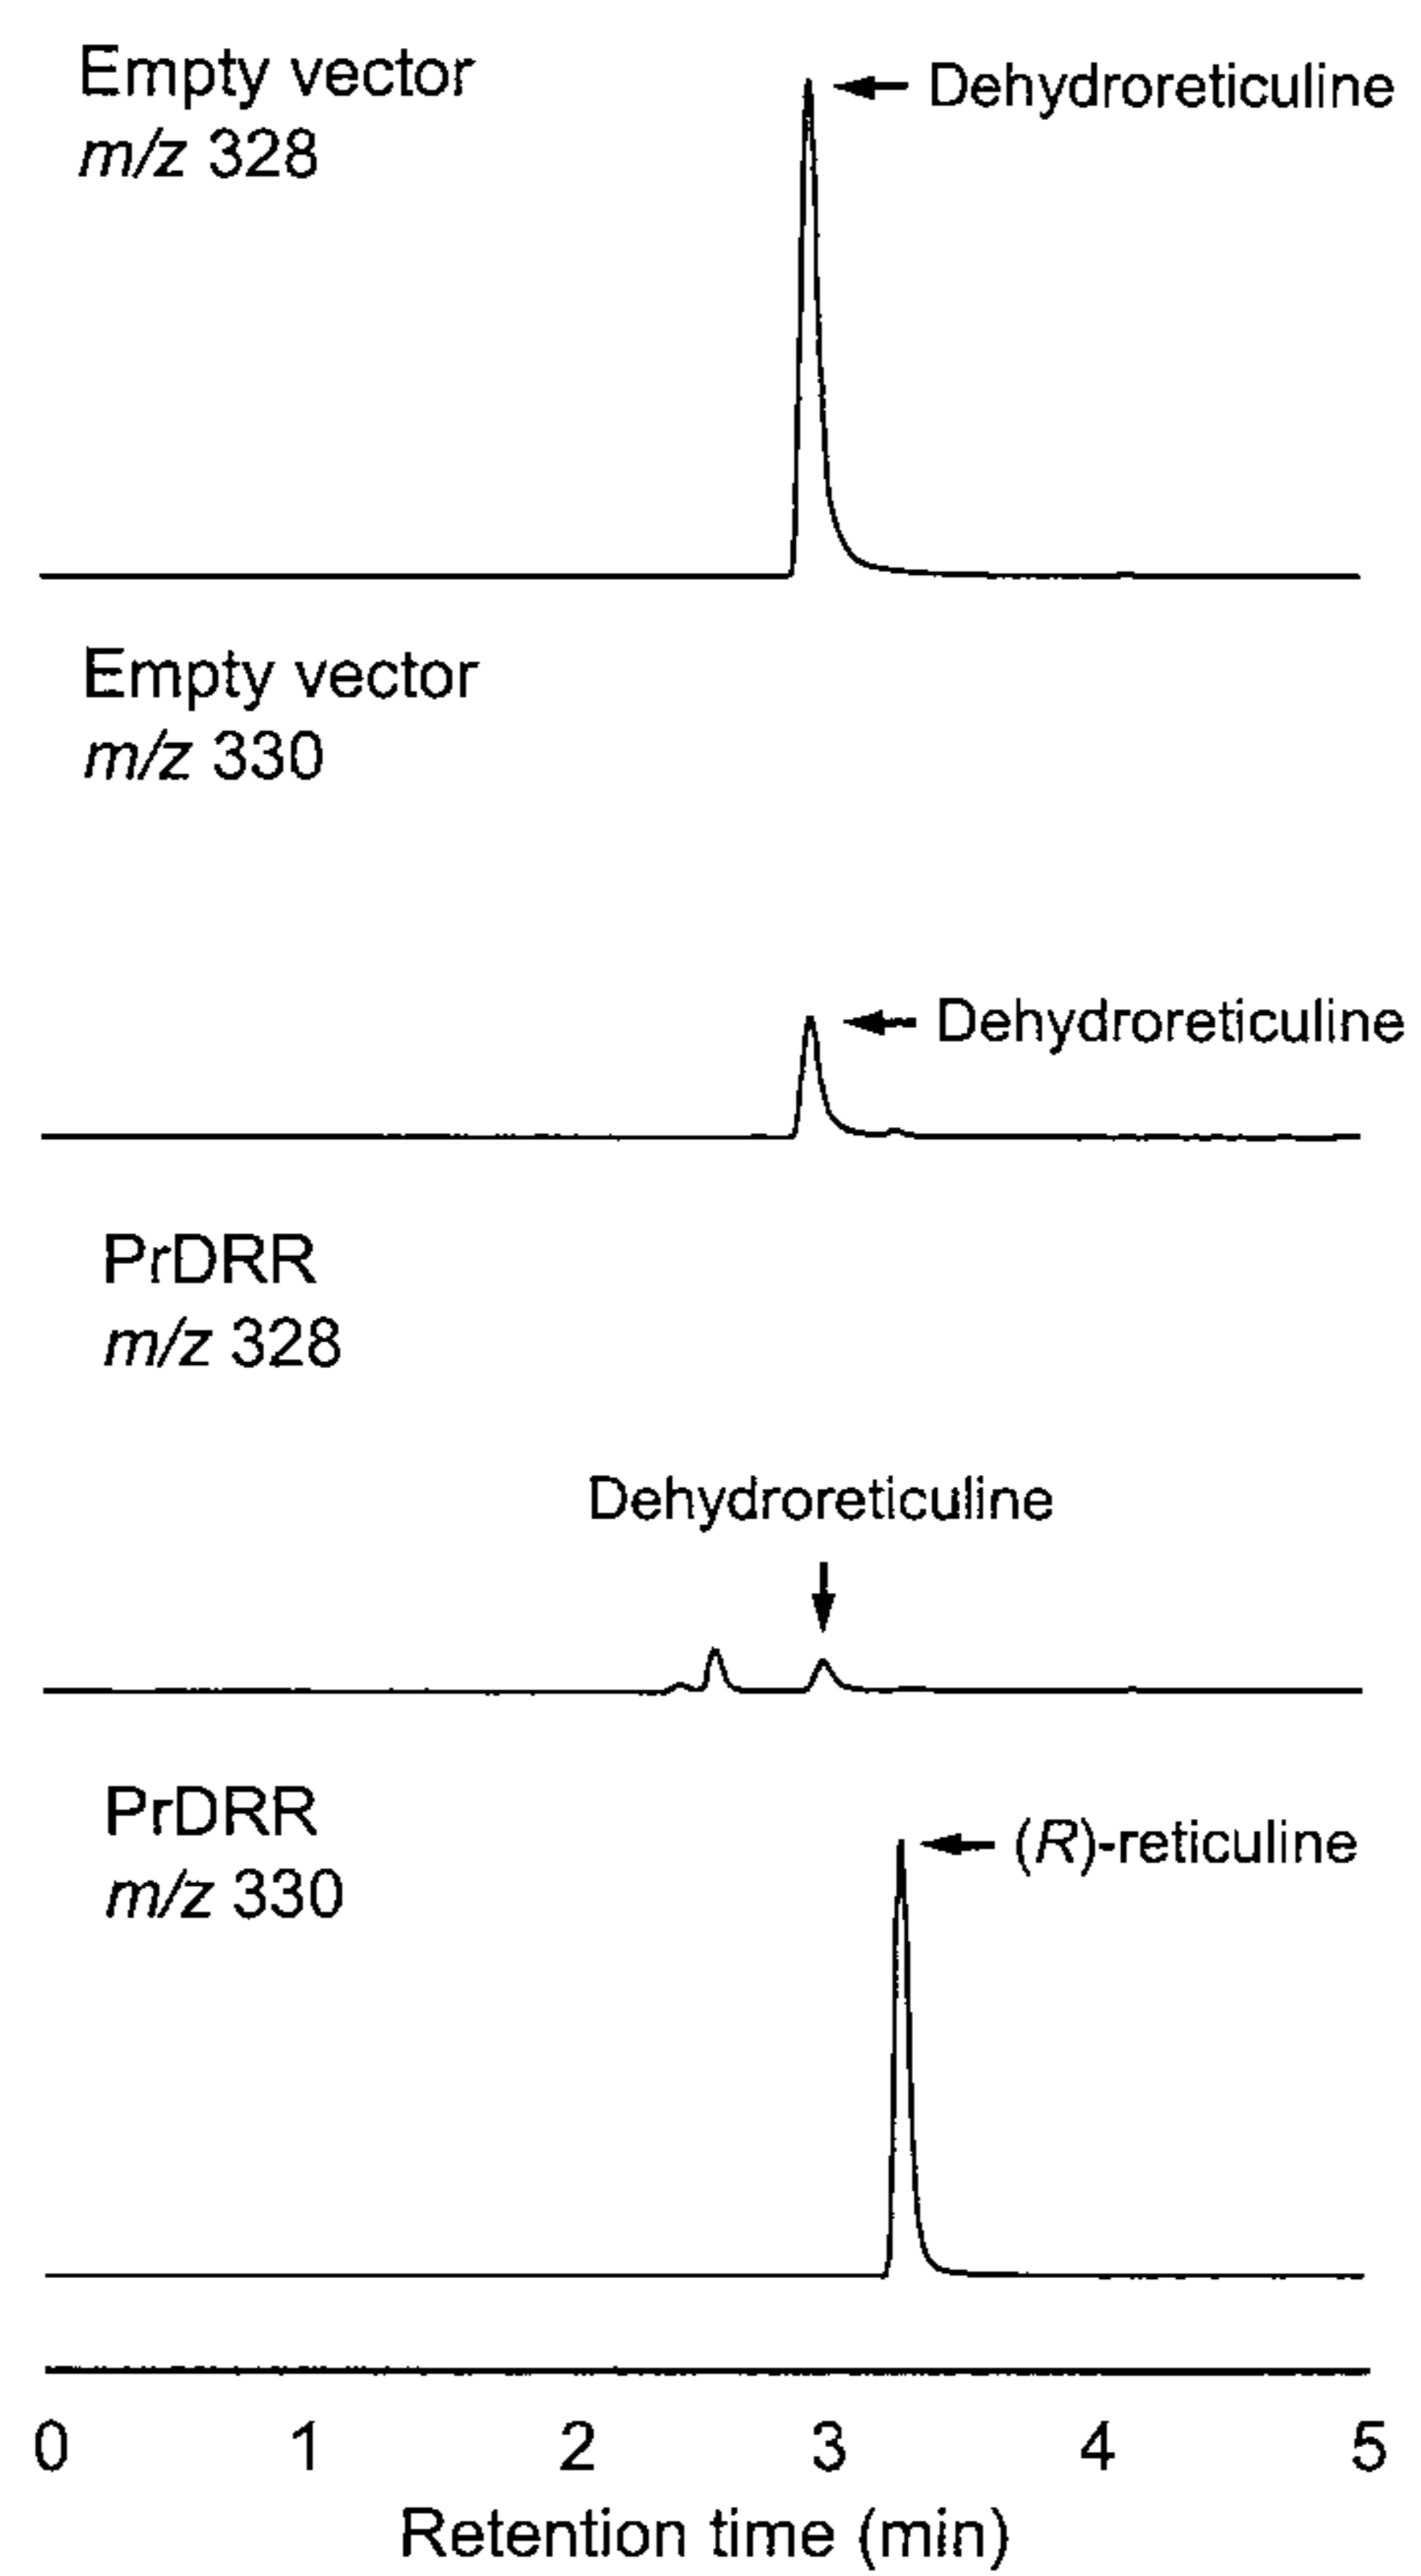 Empty vector
m/z 328
Dehydroreticuline
Empty vector
m/z 330
Dehydroreticuline
PrDRR
m/z 328
Dehydroreticuline
PrDRR
m/z 330
(R)-reticuline
0 1 2 3 4 5
Retention time (min)